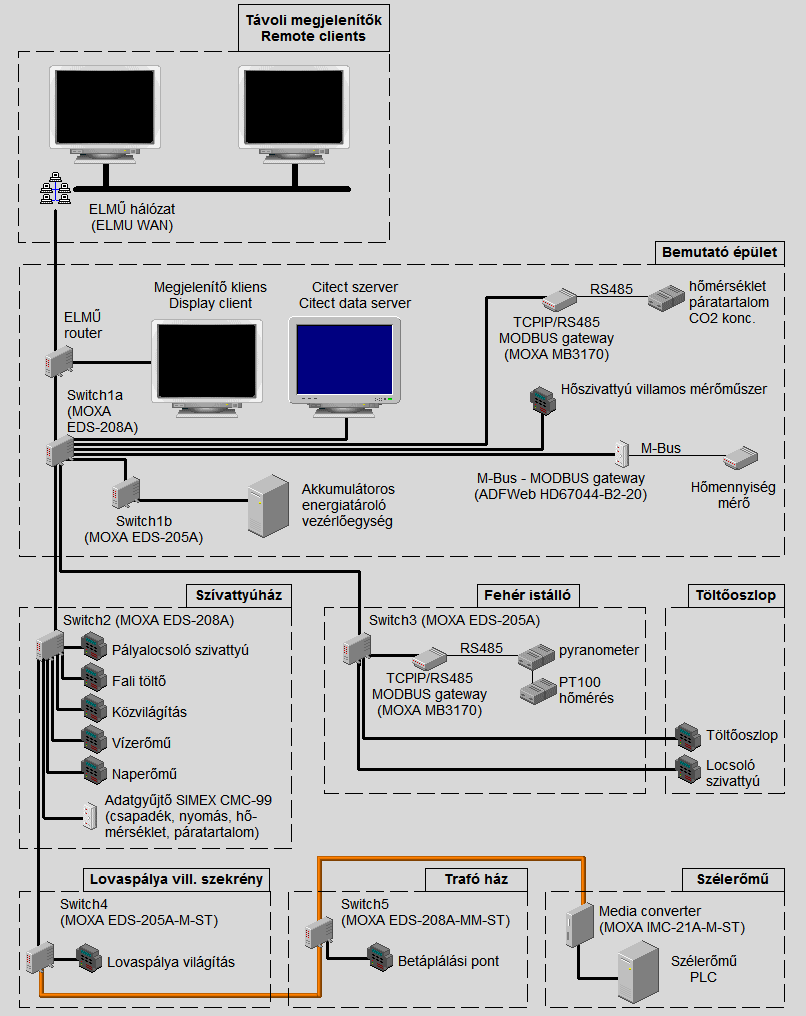 Távoli megjelenítők
Remote clients
ELMŰ hálózat
(ELMU WAN)
Bemutató épület
ELMŰ
router
Megjelenítő kliens
Display client
Citect szerver
Citect data server
TCPIP/RS485
MODBUS gateway
(MOXA MB3170)
RS485
hőmérséklet
páratartalom
CO2 konc.
Switch1a
(MOXA
EDS-208A)
Hőszivattyú villamos mérőműszer
M-Bus
M-Bus - MODBUS gateway
(ADFWeb HD67044-B2-20)
Hőmennyiség
mérő
Switch1b
(MOXA EDS-205A)
Akkumulátoros
energiatároló
vezérlőegység
Szívattyúház
Switch2 (MOXA EDS-208A)
Pályalocsoló szivattyú
Fali töltő
Közvilágítás
Vízerőmű
Naperőmű
Adatgyűjtő SIMEX CMC-99
(csapadék, nyomás, hő-
mérséklet, páratartalom)
Fehér istálló
Switch3 (MOXA EDS-205A)
RS485
TCPIP/RS485
MODBUS gateway
(MOXA MB3170)
pyranometer
PT100
hőmérés
Töltőoszlop
Töltőoszlop
Locsoló
szivattyú
Lovaspálya vill. szekrény
Switch4
(MOXA EDS-205A-M-ST)
Lovaspálya világítás
Trafó ház
Switch5
(MOXA EDS-208A-MM-ST)
Betáplálási pont
Szélerőmű
Media converter
(MOXA IMC-21A-M-ST)
Szélerőmű
PLC